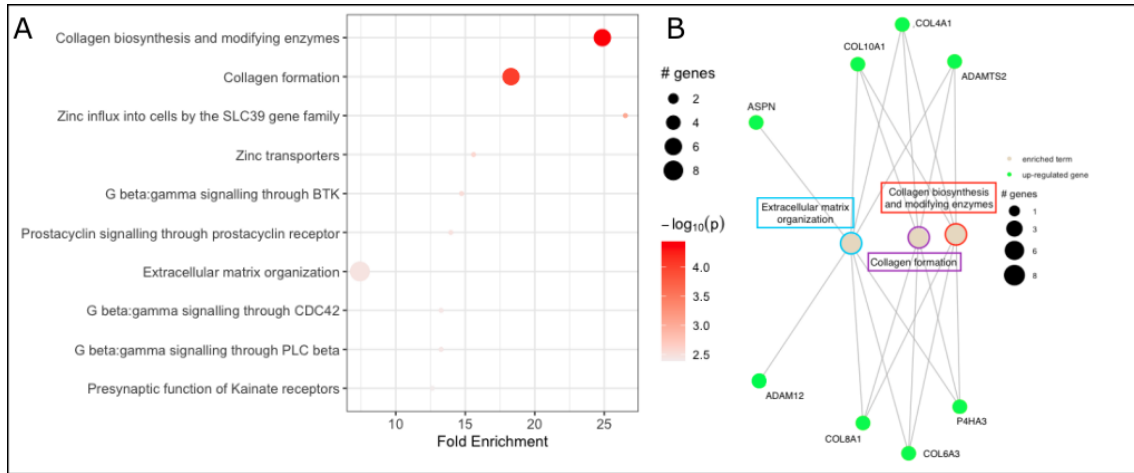 A
Collagen biosynthesis and modifying enzymes
Collagen formation
Zinc influx into cells by the SLC39 gene family
Zinc transporters
G beta:gamma signalling through BTK
Prostacyclin signalling through prostacyclin receptor
Extracellular matrix organization
G beta:gamma signalling through CDC42
G beta:gamma signalling through PLC beta
Presynaptic function of Kainate receptors
10 15 20 25
Fold Enrichment
# genes
2
4
6
8
−log10(p)
4.0
3.5
3.0
2.5
B
COL4A1
COL10A1
ADAMTS2
ASPN
enriched term
up-regulated gene
# genes
1
3
6
8
Extracellular matrix
organization
Collagen biosynthesis
and modifying enzymes
Collagen formation
ADAM12
COL8A1
COL6A3
P4HA3